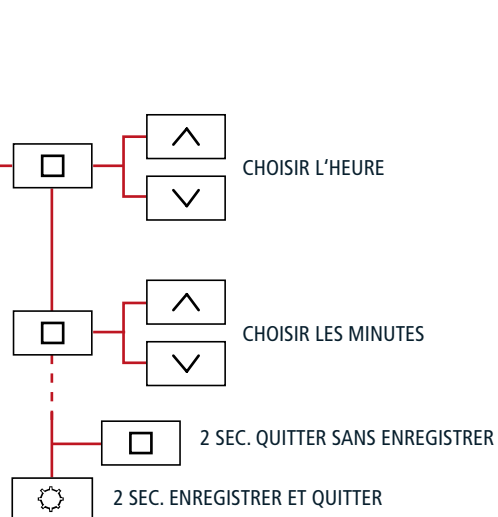 CHOISIR L‘HEURE
CHOISIR LES MINUTES
2 SEC. QUITTER SANS ENREGISTRER
2 SEC. ENREGISTRER ET QUITTER